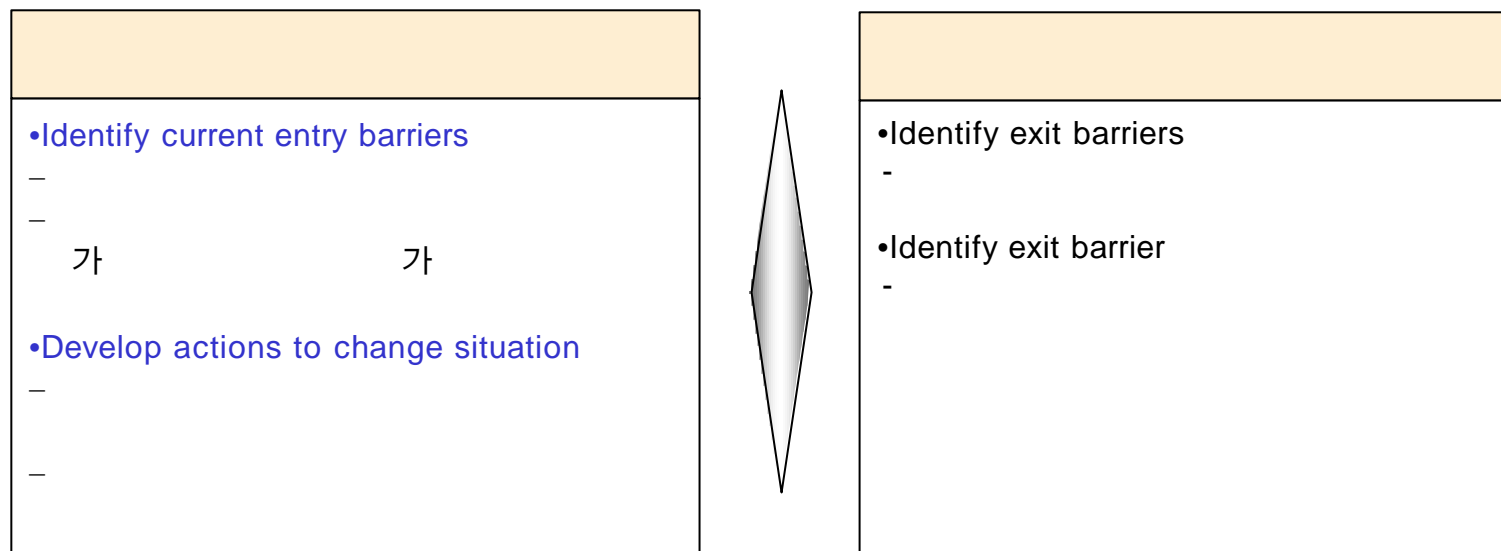 •Identify current entry barriers
–
–
가 가
•Develop actions to change situation
–
–
•Identify exit barriers
-
•Identify exit barrier
-